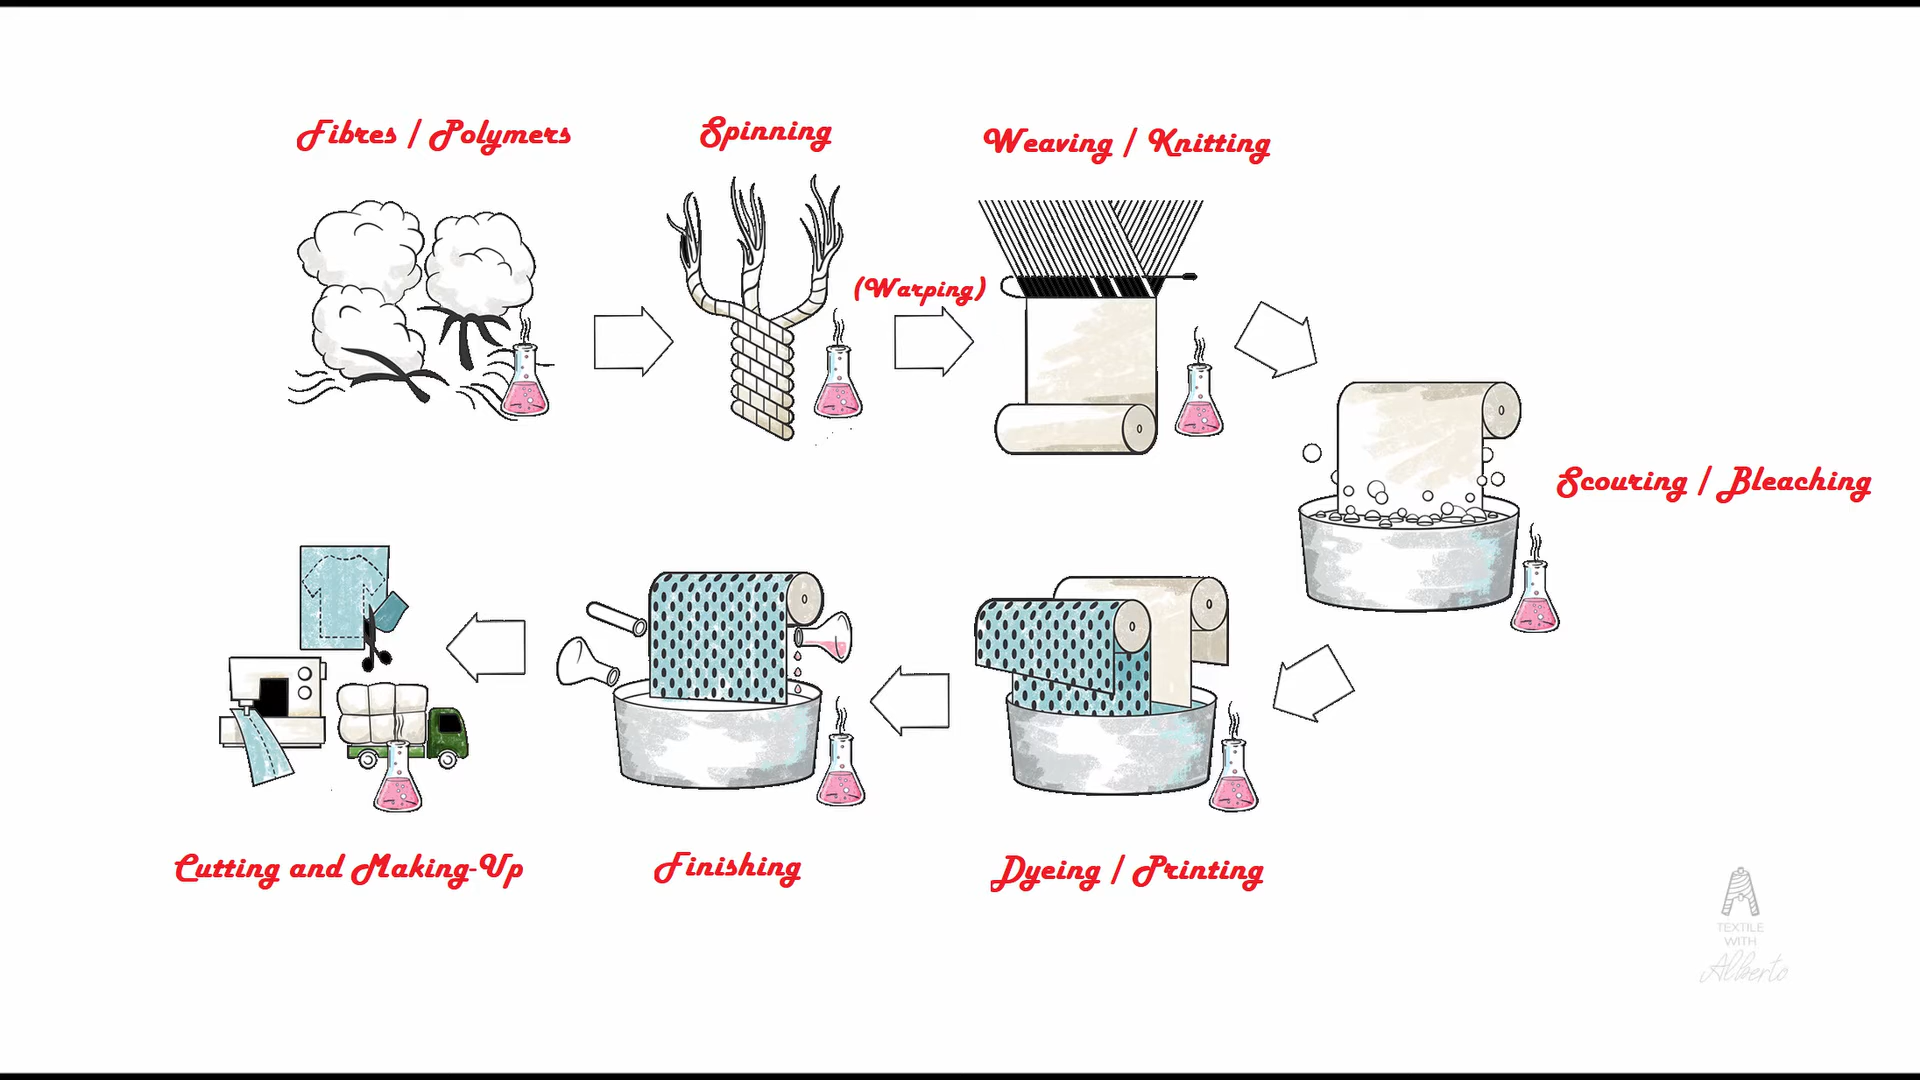 Fibres / Polymers
Spinning
Weaving / Knitting
(Warping)
Scouring / Bleaching
Cutting and Making-Up
Finishing
Dyeing / Printing
TEXTILE
WITH
Alberto